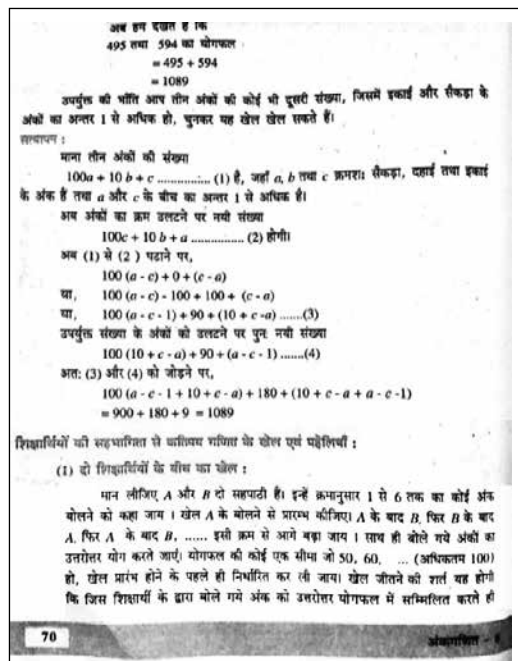 अब हम देखते हैं कि
495 तथा 594 का योगफल
= 495 + 594
= 1089
उपर्युक्त की भाँति आप तीन अंकों की कोई भी दूसरी संख्या, जिसमें इकाई और सैकड़ा के
अंकों का अन्तर 1 से अधिक हो, चुनकर यह खेल खेल सकते हैं।
सत्यापन :
माना तीन अंकों की संख्या
100a + 10 b + c ................ (1) है, जहाँ a, b तथा c क्रमशः सैकड़ा, दहाई तथा इकाई
के अंक हैं तथा a और c के बीच का अन्तर 1 से अधिक है।
अब अंकों का क्रम उलटने पर नयी संख्या
100c + 10 b + a ................ (2) होगी।
अब (1) से (2 ) घटाने पर,
100 (a - c) + 0 + (c - a)
या, 100 (a - c) - 100 + 100 + (c - a)
या, 100 (a - c - 1) + 90 + (10 + c -a) .......(3)
उपर्युक्त संख्या के अंकों को उलटने पर पुनः नयी संख्या
100 (10 + c - a) + 90 + (a - c - 1) .......(4)
अतः (3) और (4) को जोड़ने पर,
100 (a - c - 1 + 10 + c - a) + 180 + (10 + c - a + a - c -1)
= 900 + 180 + 9 = 1089
शिक्षार्थियों की सहभागिता से कतिपय गणित के खेल एवं पहेलियाँ :
(1) दो शिक्षार्थियों के बीच का खेल :
मान लीजिए A और B दो सहपाठी हैं। इन्हें क्रमानुसार 1 से 6 तक का कोई अंक
बोलने को कहा जाय । खेल A के बोलने से प्रारम्भ कीजिए। A के बाद B, फिर B के बाद
A, फिर A के बाद B, ...... इसी क्रम से आगे बढ़ा जाय । साथ ही बोले गये अंकों का
उत्तरोत्तर योग करते जाएँ। योगफल की कोई एक सीमा जो 50, 60, ... (अधिकतम 100)
हो, खेल प्रारंभ होने के पहले ही निर्धारित कर ली जाय। खेल जीतने की शर्त यह होगी
कि जिस शिक्षार्थी के द्वारा बोले गये अंक को उत्तरोत्तर योगफल में सम्मिलित करते ही
70
अंकगणित -